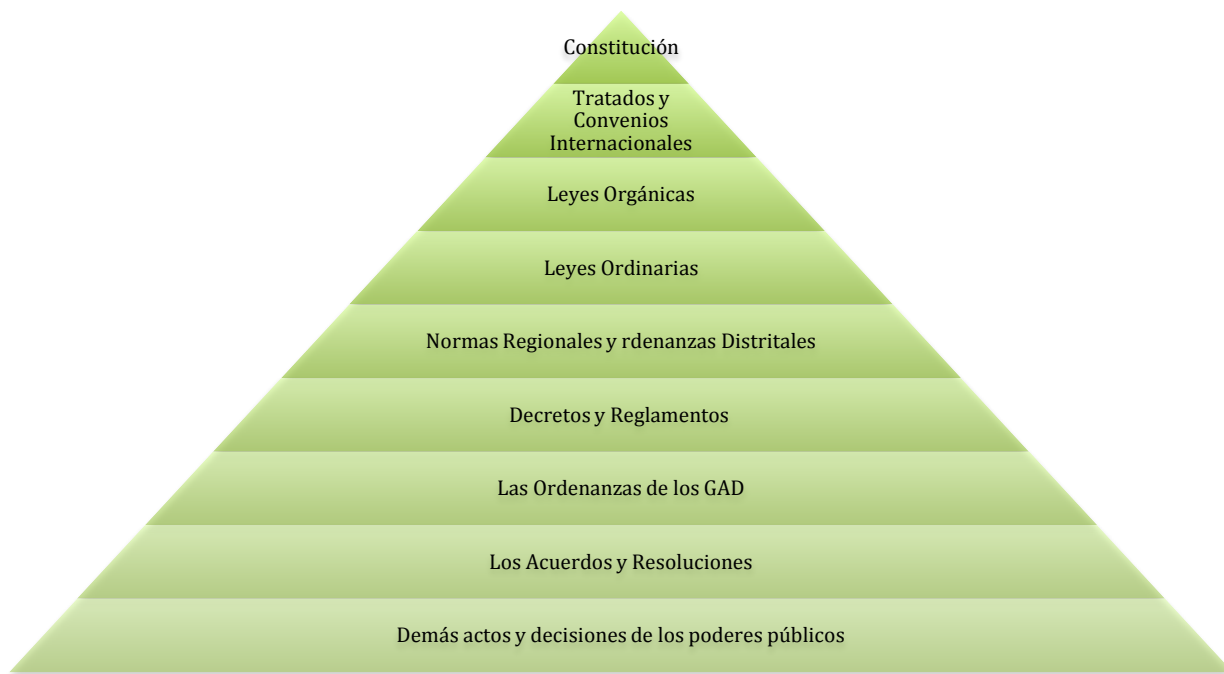 Constitución
Tratados y
Convenios
Internacionales
Leyes Orgánicas
Leyes Ordinarias
Normas Regionales y rdenanzas Distritales
Decretos y Reglamentos
Las Ordenanzas de los GAD
Los Acuerdos y Resoluciones
Demás actos y decisiones de los poderes públicos